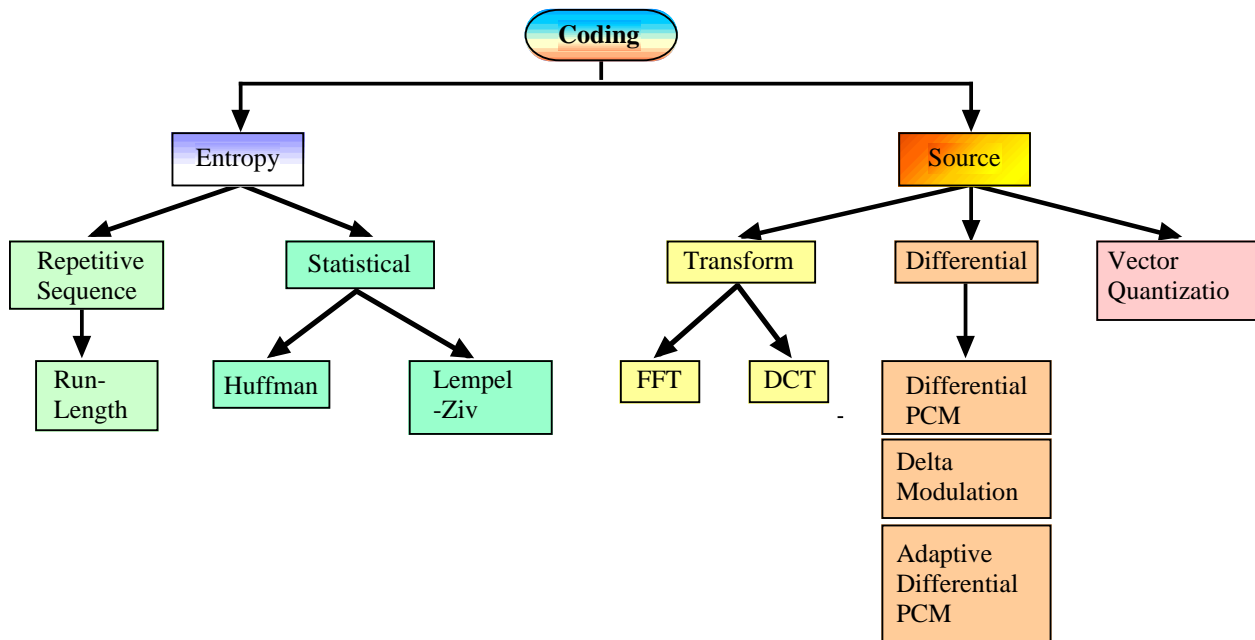 Coding
Entropy
Source
Repetitive
Sequence
Statistical
Transform
Differential
Vector
Quantizatio
Run-
Length
Huffman
Lempel
-Ziv
FFT
DCT
-
Differential
PCM
Delta
Modulation
Adaptive
Differential
PCM